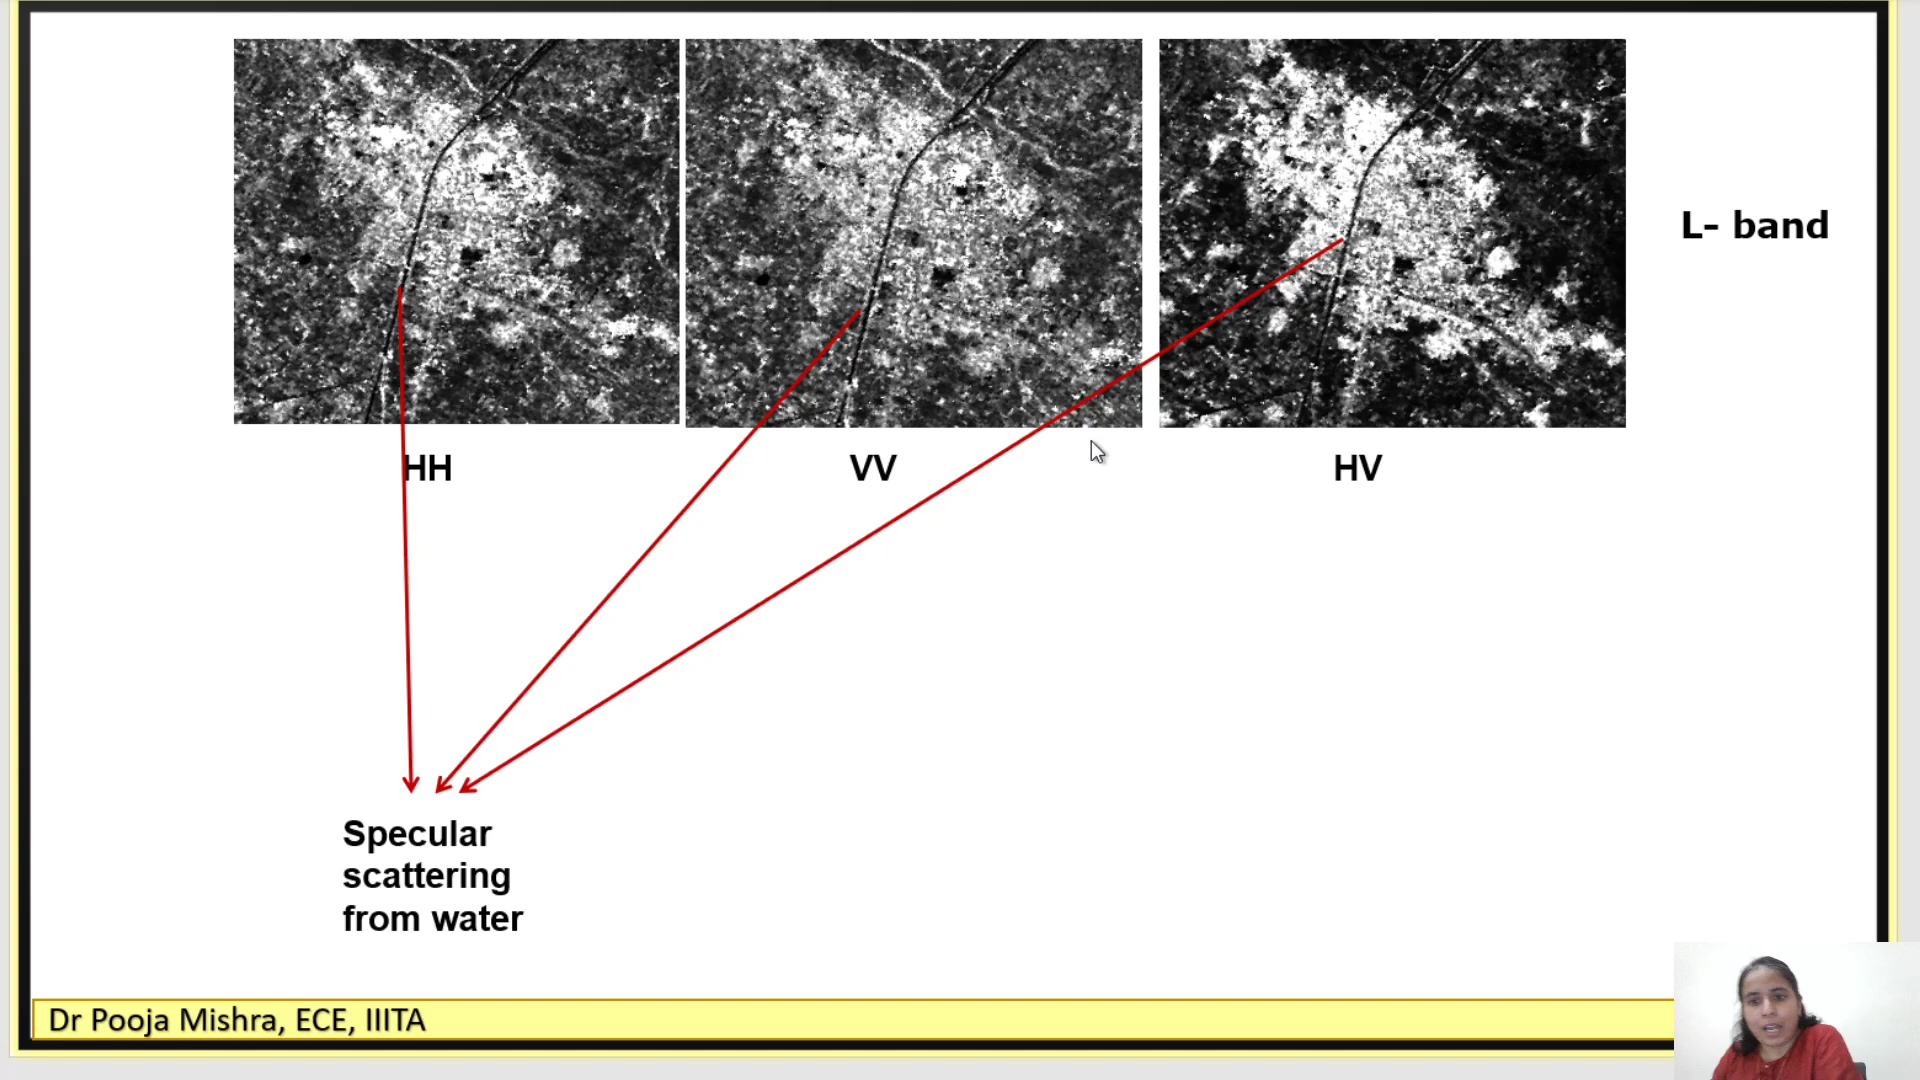 L- band
HH
VV
HV
Specular
scattering
from water
Dr Pooja Mishra, ECE, IIITA